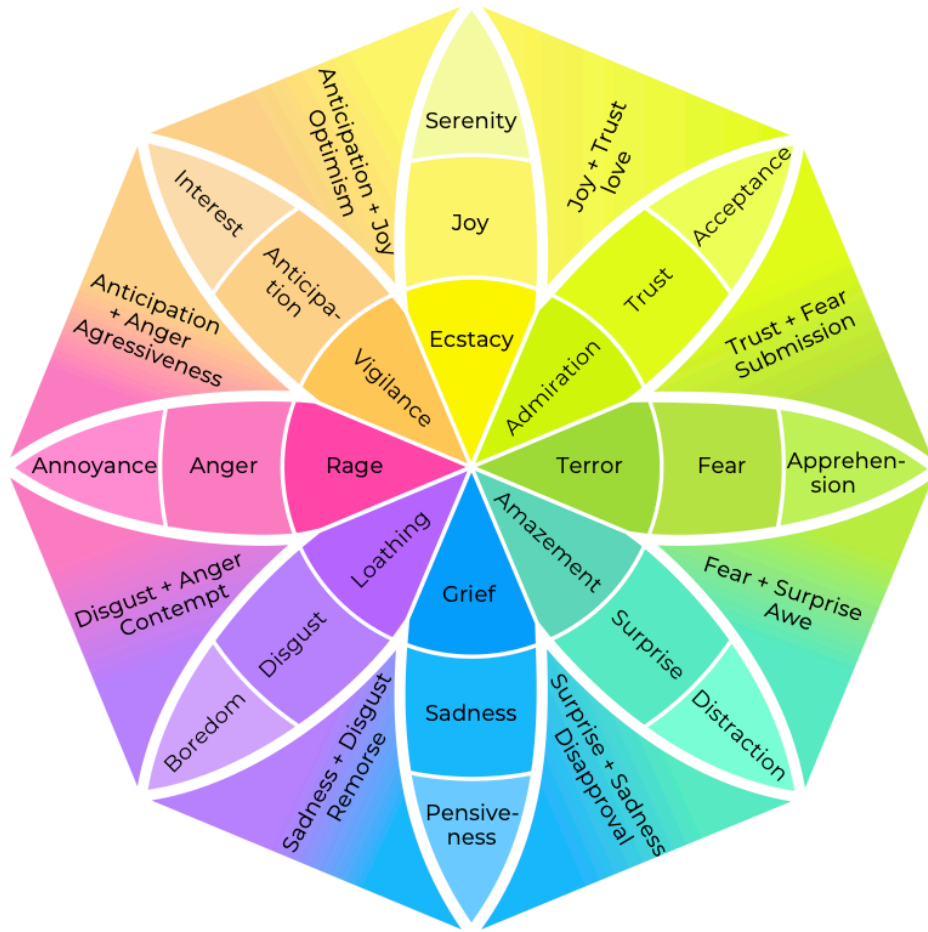 Serenity
Joy
Ecstacy
Anticipation + Joy
Optimism
Joy + Trust
love
Interest
Anticipa-
tion
Vigilance
Acceptance
Trust
Admiration
Anticipation
+ Anger
Agressiveness
Trust + Fear
Submission
Annoyance
Anger
Rage
Terror
Fear
Apprehen-
sion
Disgust + Anger
Contempt
Loathing
Disgust
Boredom
Grief
Sadness
Pensive-
ness
Amazement
Surprise
Distraction
Fear + Surprise
Awe
Sadness + Disgust
Remorse
Surprise + Sadness
Disapproval